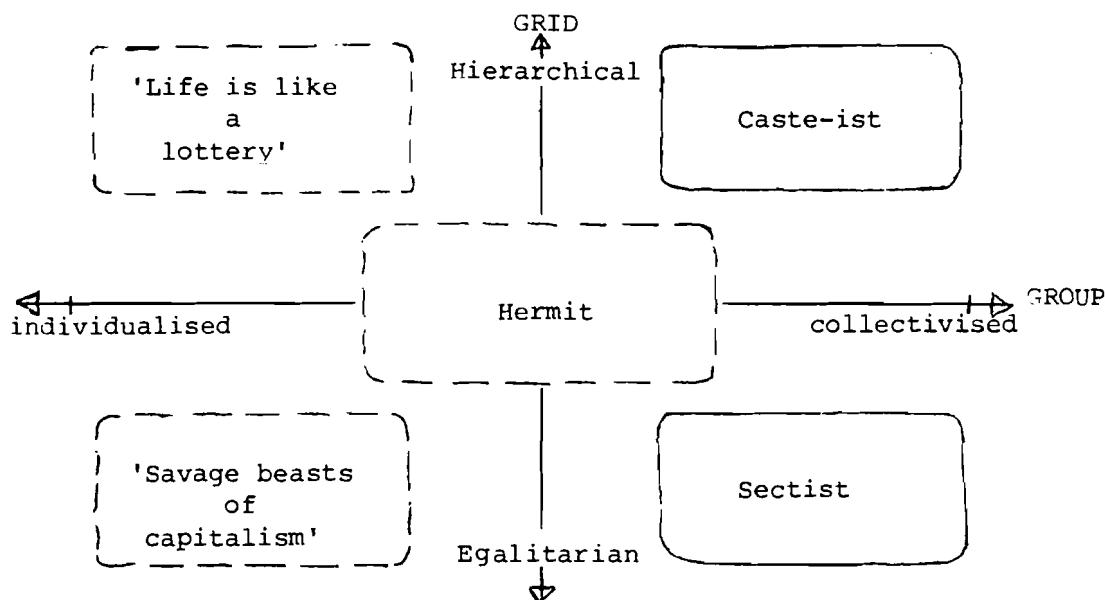 GRID
Hierarchical
'Life is like
a
lottery'
Caste-ist
Hermit
individualised
collectivised
GROUP
'Savage beasts
of
capitalism'
Sectist
Egalitarian